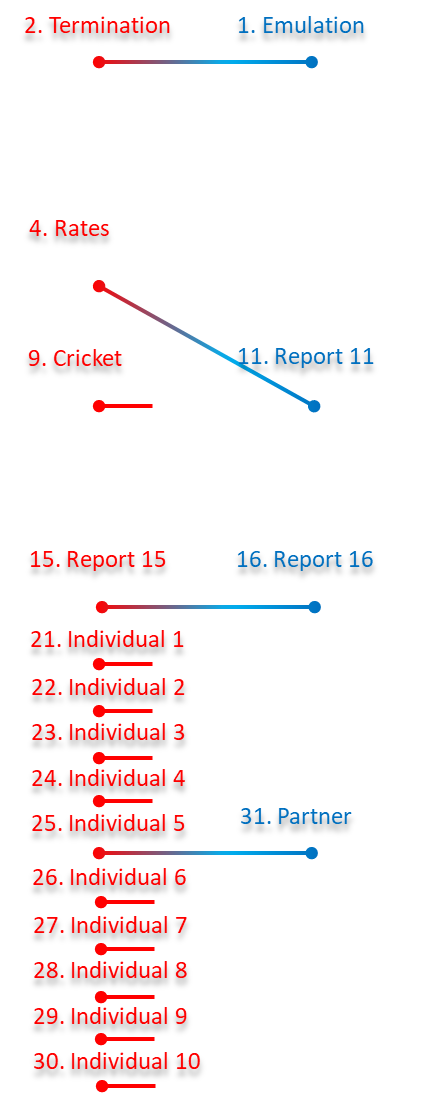 2. Termination
1. Emulation
4. Rates
9. Cricket
11. Report 11
15. Report 15
16. Report 16
21. Individual 1
22. Individual 2
23. Individual 3
24. Individual 4
25. Individual 5
31. Partner
26. Individual 6
27. Individual 7
28. Individual 8
29. Individual 9
30. Individual 10